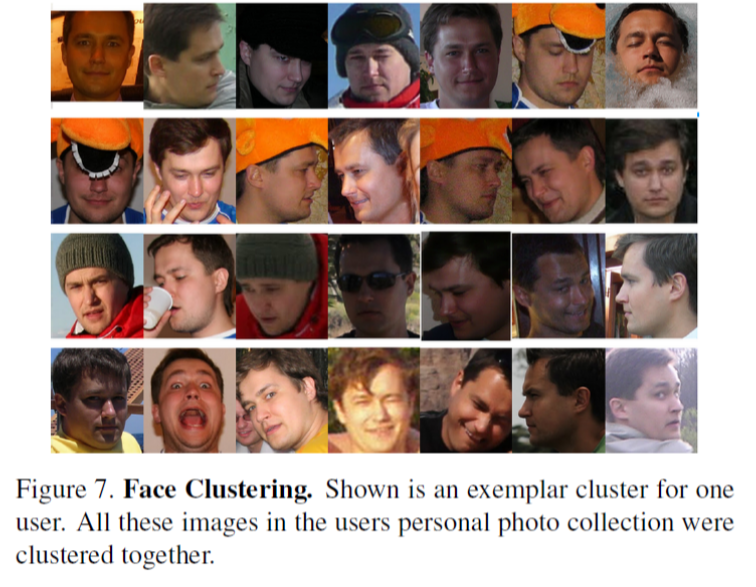 Figure 7. Face Clustering. Shown is an exemplar cluster for one
user. All these images in the users personal photo collection were
clustered together.